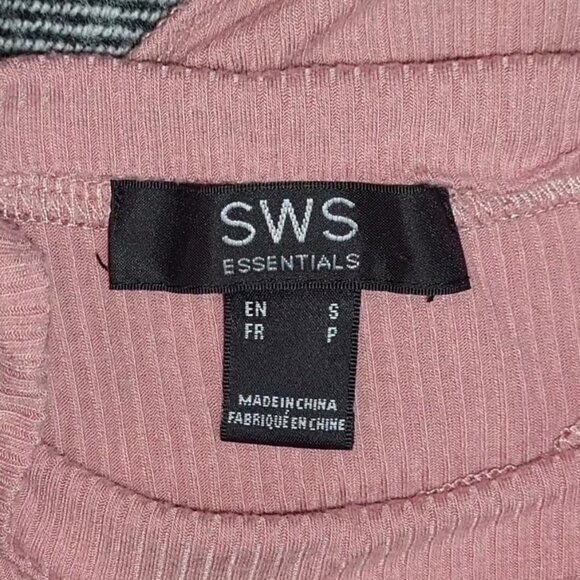 SWS
ESSENTIALS
EN S
FR P
MADE IN CHINA
FABRIQUÉ EN CHINE